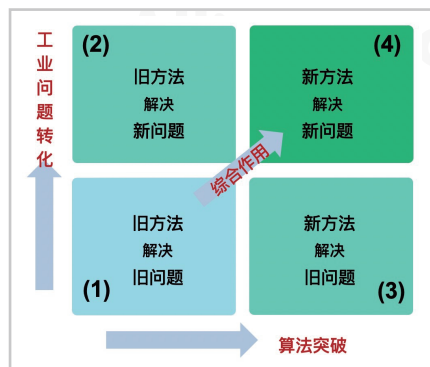 工业问题转化
(2)
旧方法
解决
新问题
(4)
新方法
解决
新问题
综合作用
旧方法
解决
旧问题
(1)
新方法
解决
旧问题
(3)
算法突破